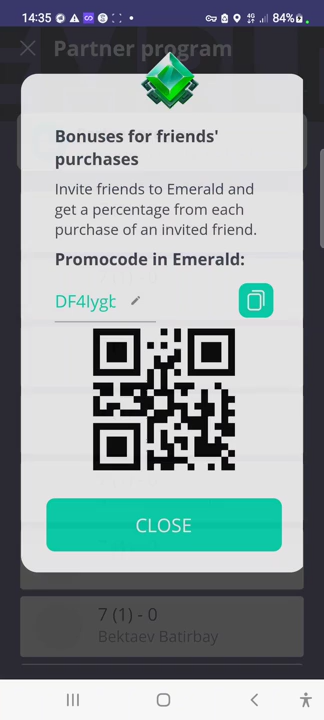 14:35 84%
Partner program
Bonuses for friends'
purchases
Invite friends to Emerald and
get a percentage from each
purchase of an invited friend.
Promocode in Emerald:
CLOSE
7 (1) - 0
Bektaev Batirbay